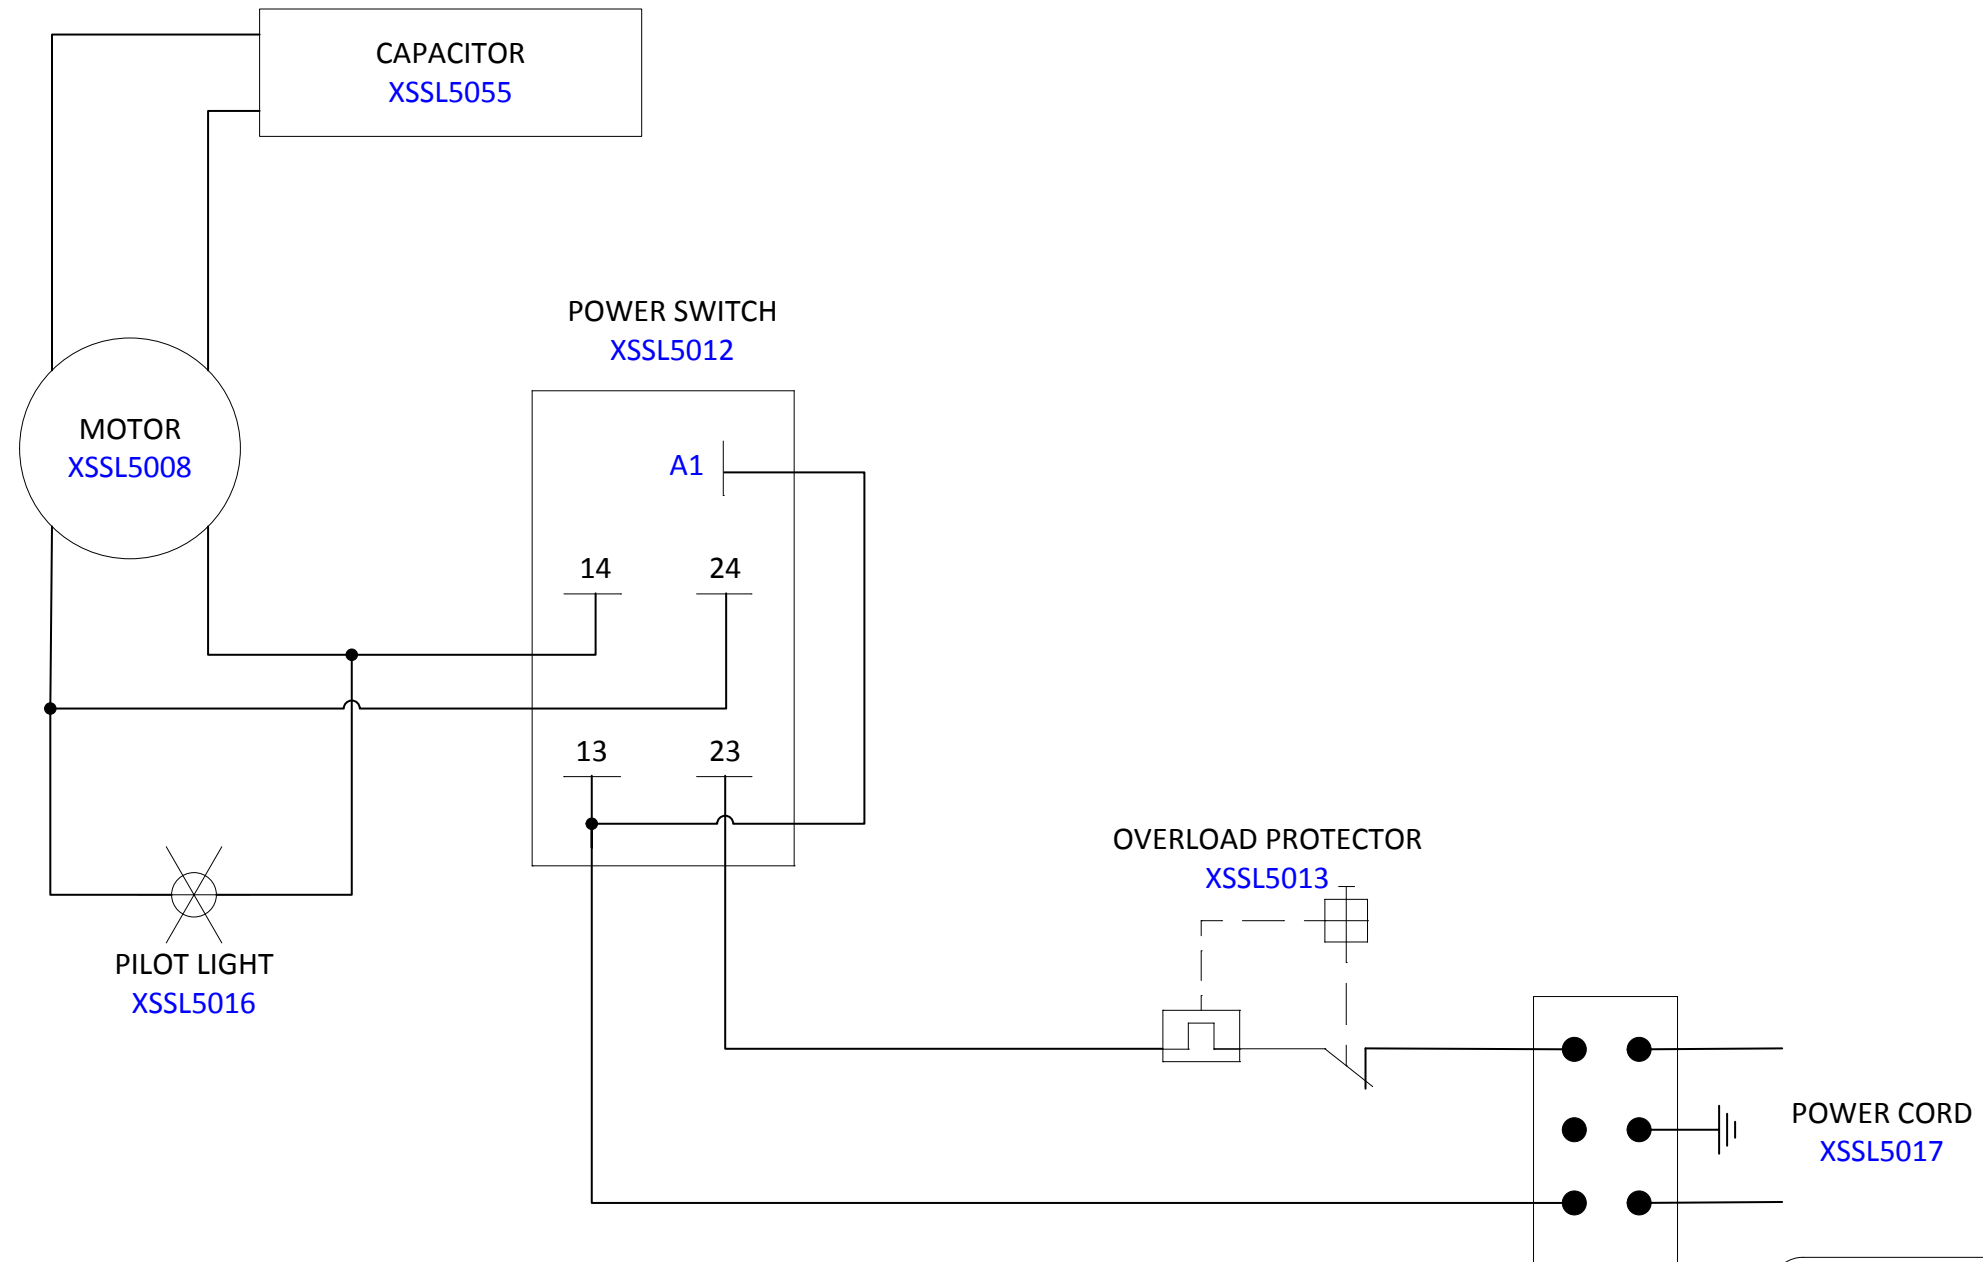 CAPACITOR
XSSL5055
POWER SWITCH
XSSL5012
MOTOR
XSSL5008
A1
14
24
13
23
OVERLOAD PROTECTOR
XSSL5013
PILOT LIGHT
XSSL5016
POWER CORD
XSSL5017